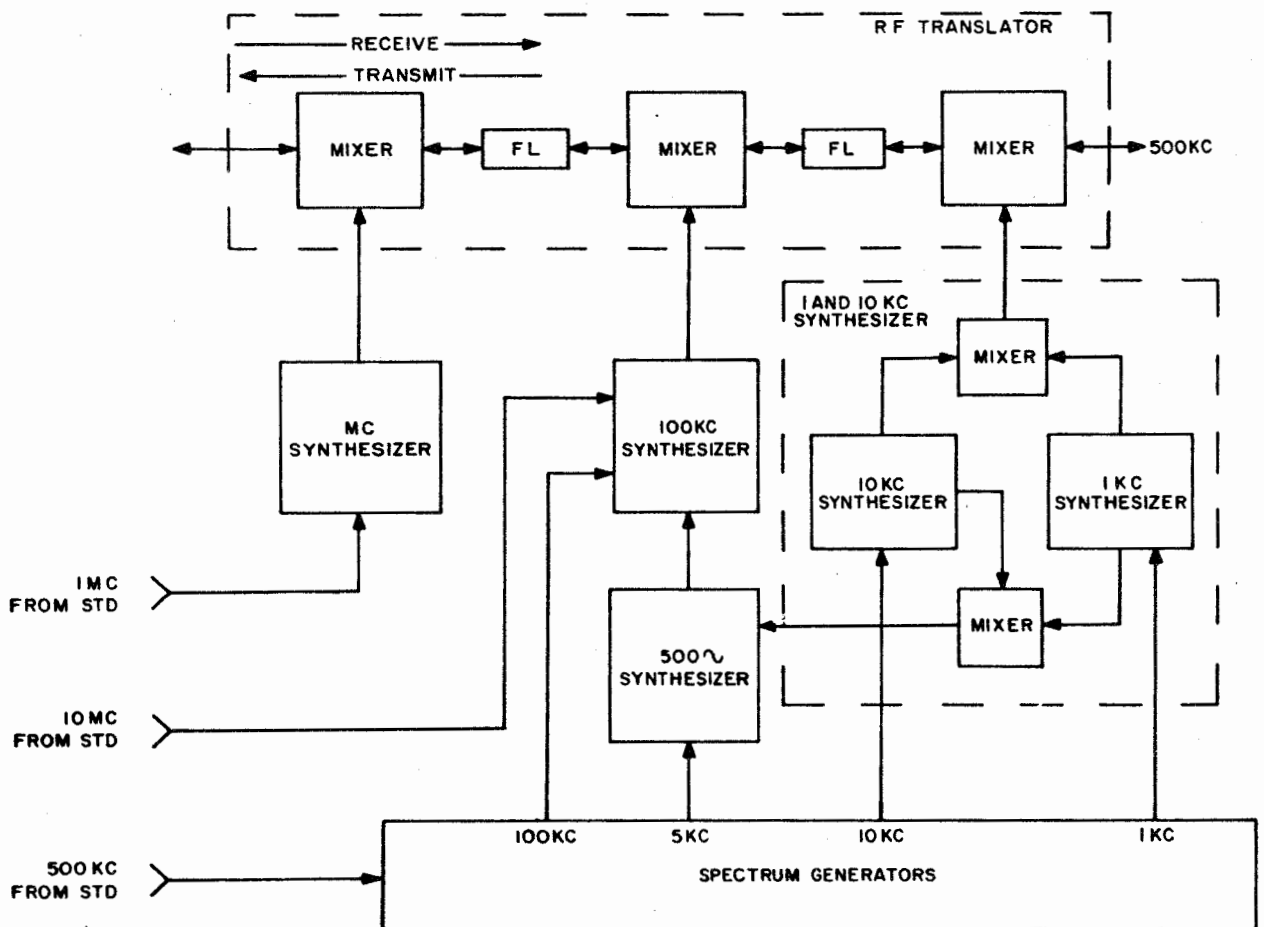 RF TRANSLATOR
RECEIVE
TRANSMIT
MIXER
FL
MIXER
FL
MIXER
500KC
1 AND 10 KC
SYNTHESIZER
MIXER
MC
SYNTHESIZER
100KC
SYNTHESIZER
10KC
SYNTHESIZER
1KC
SYNTHESIZER
1MC
FROM STD
MIXER
500∿
SYNTHESIZER
10MC
FROM STD
100KC
5KC
10KC
1KC
500KC
FROM STD
SPECTRUM GENERATORS